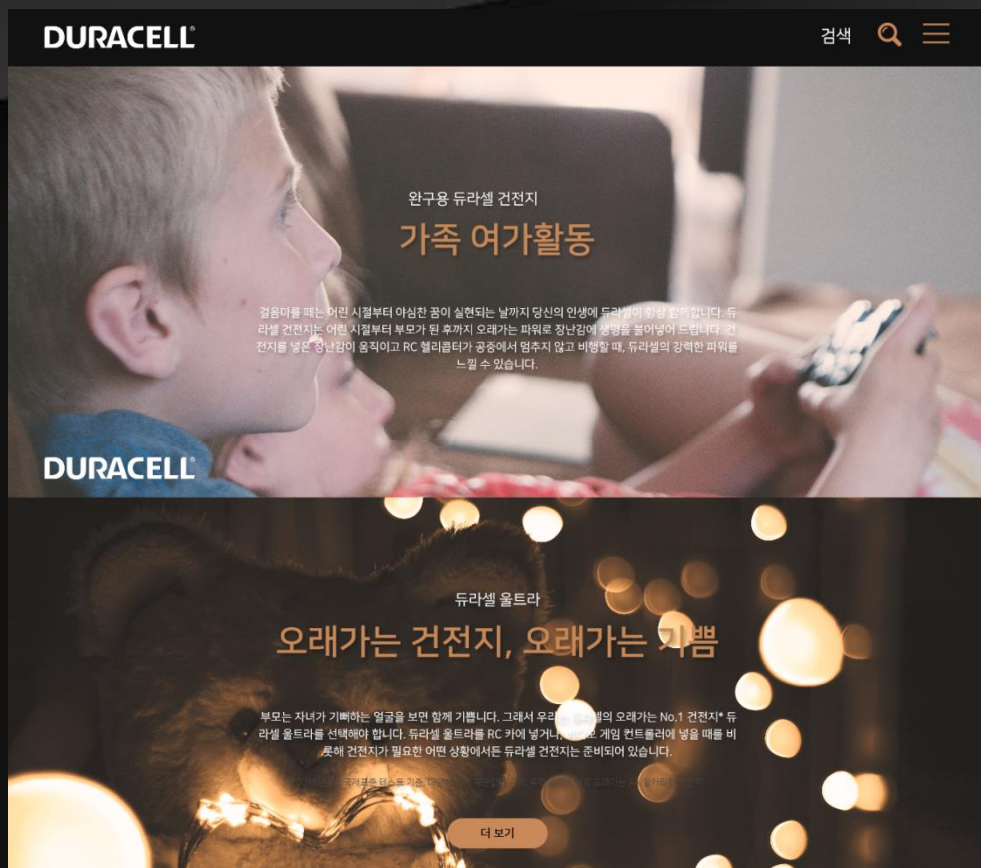 DURACELL
검색
완구용 듀라셀 건전지
가족 여가활동
걸음마를 떼는 어린 시절부터 야심찬 꿈이 실현되는 날까지 당신의 인생에 듀라셀이 항상 함께합니다. 듀
라셀 건전지는 어린 시절부터 부모가 된 후까지 오래가는 파워로 장난감에 생명을 불어넣어 드립니다. 건
전지를 넣은 장난감이 움직이고 RC 헬리콥터가 공중에서 멈추지 않고 비행할 때, 듀라셀의 강력한 파워를
느낄 수 있습니다.
DURACELL
듀라셀 울트라
오래가는 건전지, 오래가는 기쁨
부모는 자녀가 기뻐하는 얼굴을 보면 함께 기쁩니다. 그래서 우리는 듀라셀의 오래가는 No.1 건전지* 듀
라셀 울트라를 선택해야 합니다. 듀라셀 울트라를 RC 카에 넣거나, 비디오 게임 컨트롤러에 넣을 때를 비
롯해 건전지가 필요한 어떤 상황에서든 듀라셀 건전지는 준비되어 있습니다.
국제표준 테스트 기준,
더 보기